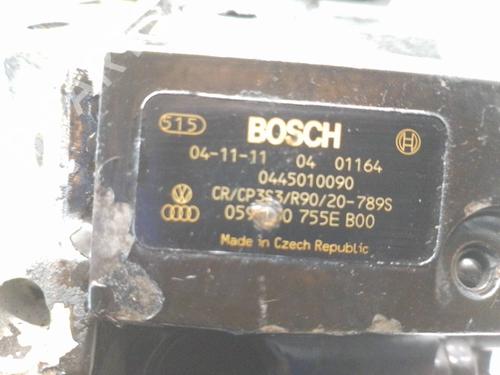 515 BOSCH
04-11-11 04 01164
0445010090
CR/CP3S3/R90/20-789S
755E B00
Made in Czech Republic